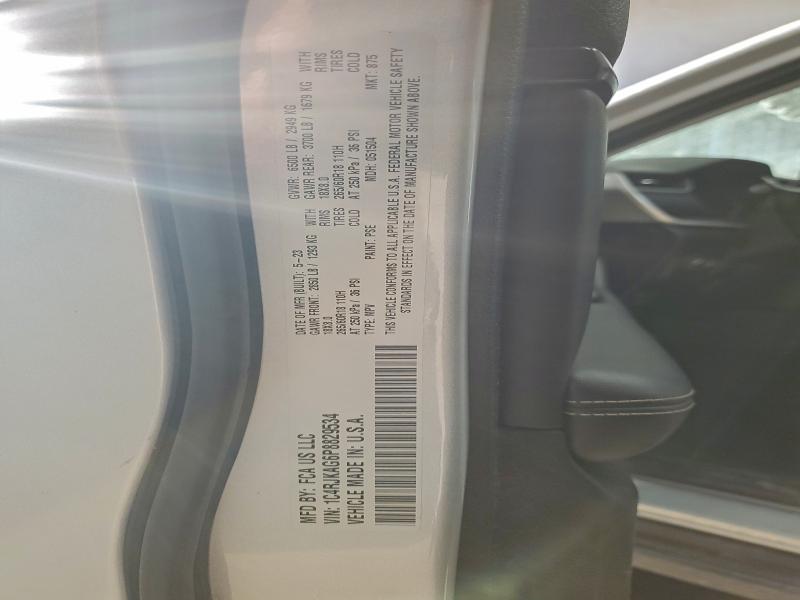 MFD BY: FCA US LLC
DATE OF MFR (BUILT): 5-23
GVWR: 6500 LB / 2949 KG
GAWR FRONT: 2850 LB / 1293 KG WITH
GAWR REAR: 3700 LB / 1679 KG WITH
VIN: 1C4RJKAG6P8829534
18X8.0 RIMS
18X8.0 RIMS
265/60R18 110H TIRES
265/60R18 110H TIRES
VEHICLE MADE IN: U.S.A.
AT 250 kPa / 36 PSI COLD
AT 250 kPa / 36 PSI COLD
TYPE: MPV PAINT: PSE MDH: 051504 MKT: 875
THIS VEHICLE CONFORMS TO ALL APPLICABLE U.S.A. FEDERAL MOTOR VEHICLE SAFETY
STANDARDS IN EFFECT ON THE DATE OF MANUFACTURE SHOWN ABOVE.